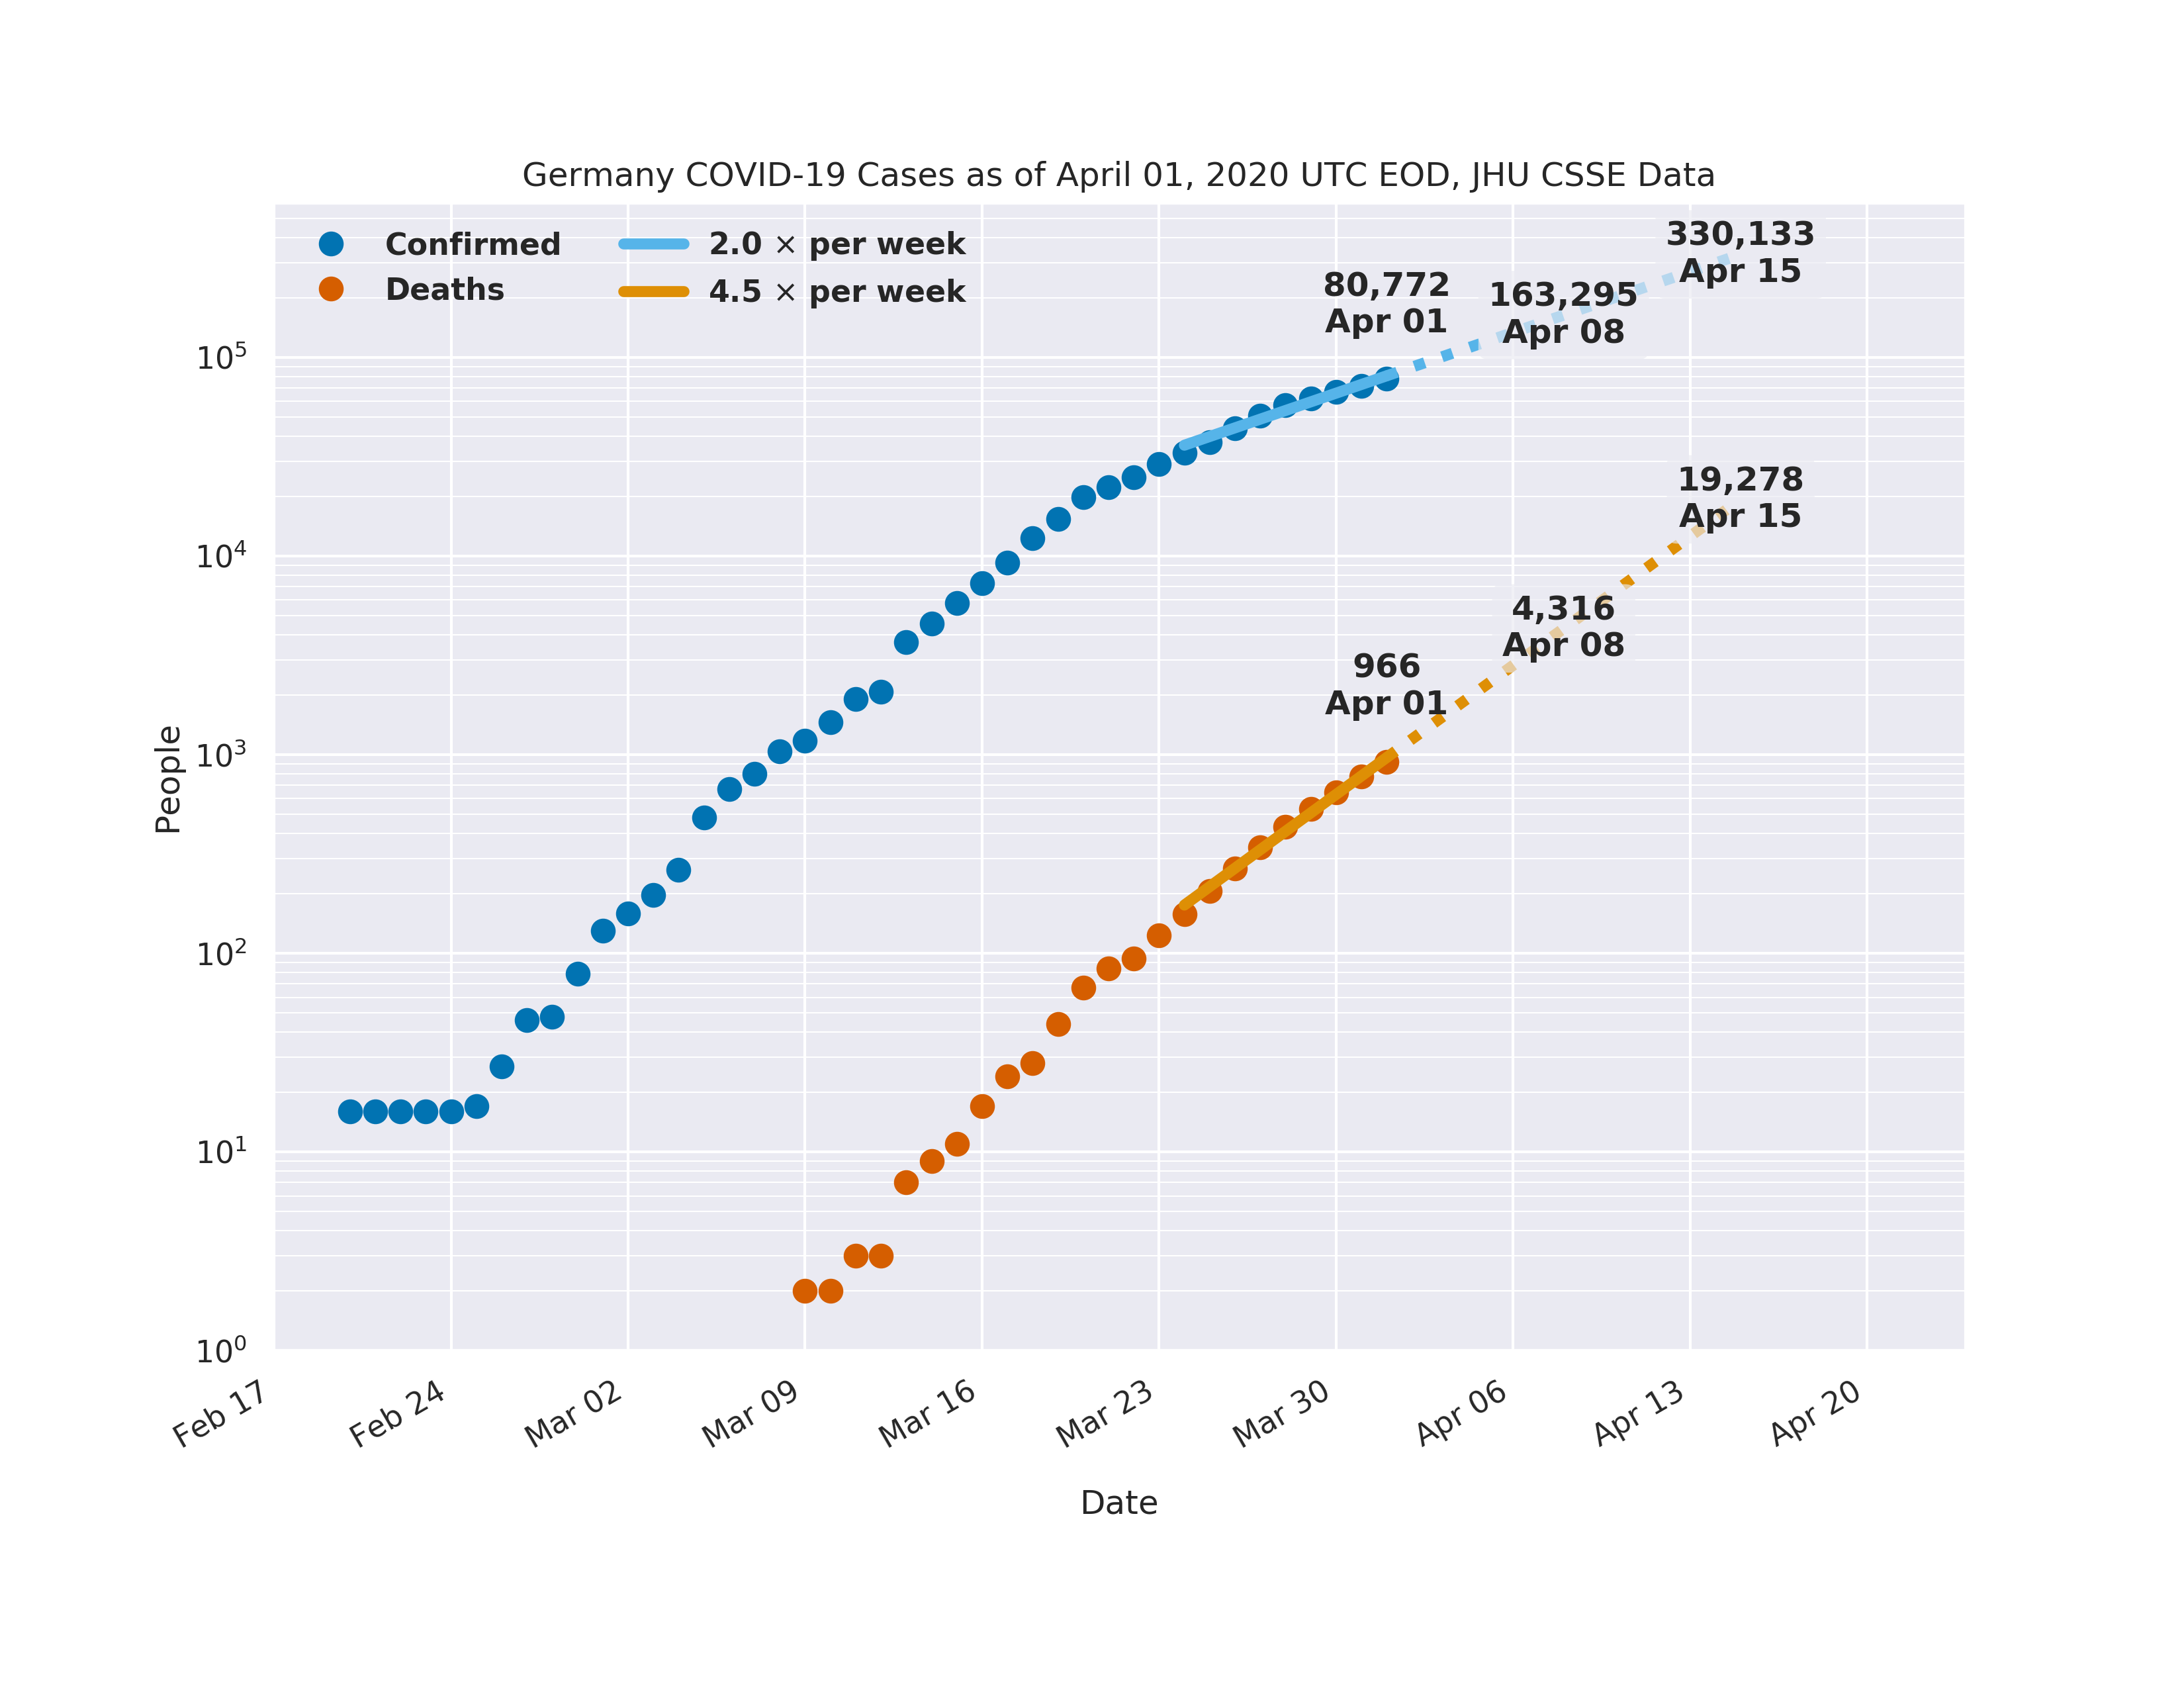 Germany COVID-19 Cases as of April 01, 2020 UTC EOD, JHU CSSE Data
Confirmed
Deaths
2.0 × per week
4.5 × per week
330,133
Apr 15
80,772
Apr 01
163,295
Apr 08
19,278
Apr 15
4,316
Apr 08
966
Apr 01
People
10⁵
10⁴
10³
10²
10¹
10⁰
Feb 17
Feb 24
Mar 02
Mar 09
Mar 16
Mar 23
Mar 30
Apr 06
Apr 13
Apr 20
Date